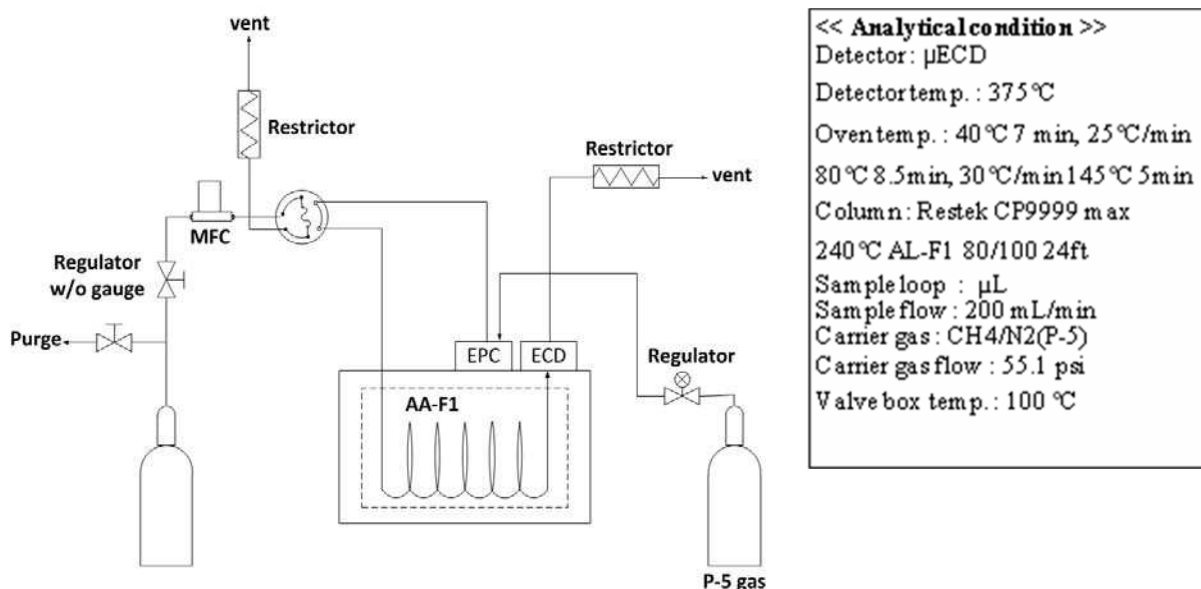 vent
Restrictor
Restrictor
vent
MFC
Regulator
w/o gauge
Purge
EPC
ECD
Regulator
AA-F1
P-5 gas
<< Analytical condition >>
Detector: µECD
Detector temp. : 375℃
Oven temp. : 40℃ 7 min, 25℃/min
80℃ 8.5min, 30℃/min145℃ 5min
Column: Restek CP9999 max
240℃ AL-F1 80/100 24ft
Sample loop : µL
Sample flow : 200 mL/min
Carrier gas : CH4/N2(P-5)
Carrier gas flow : 55.1 psi
Valve box temp.: 100 ℃